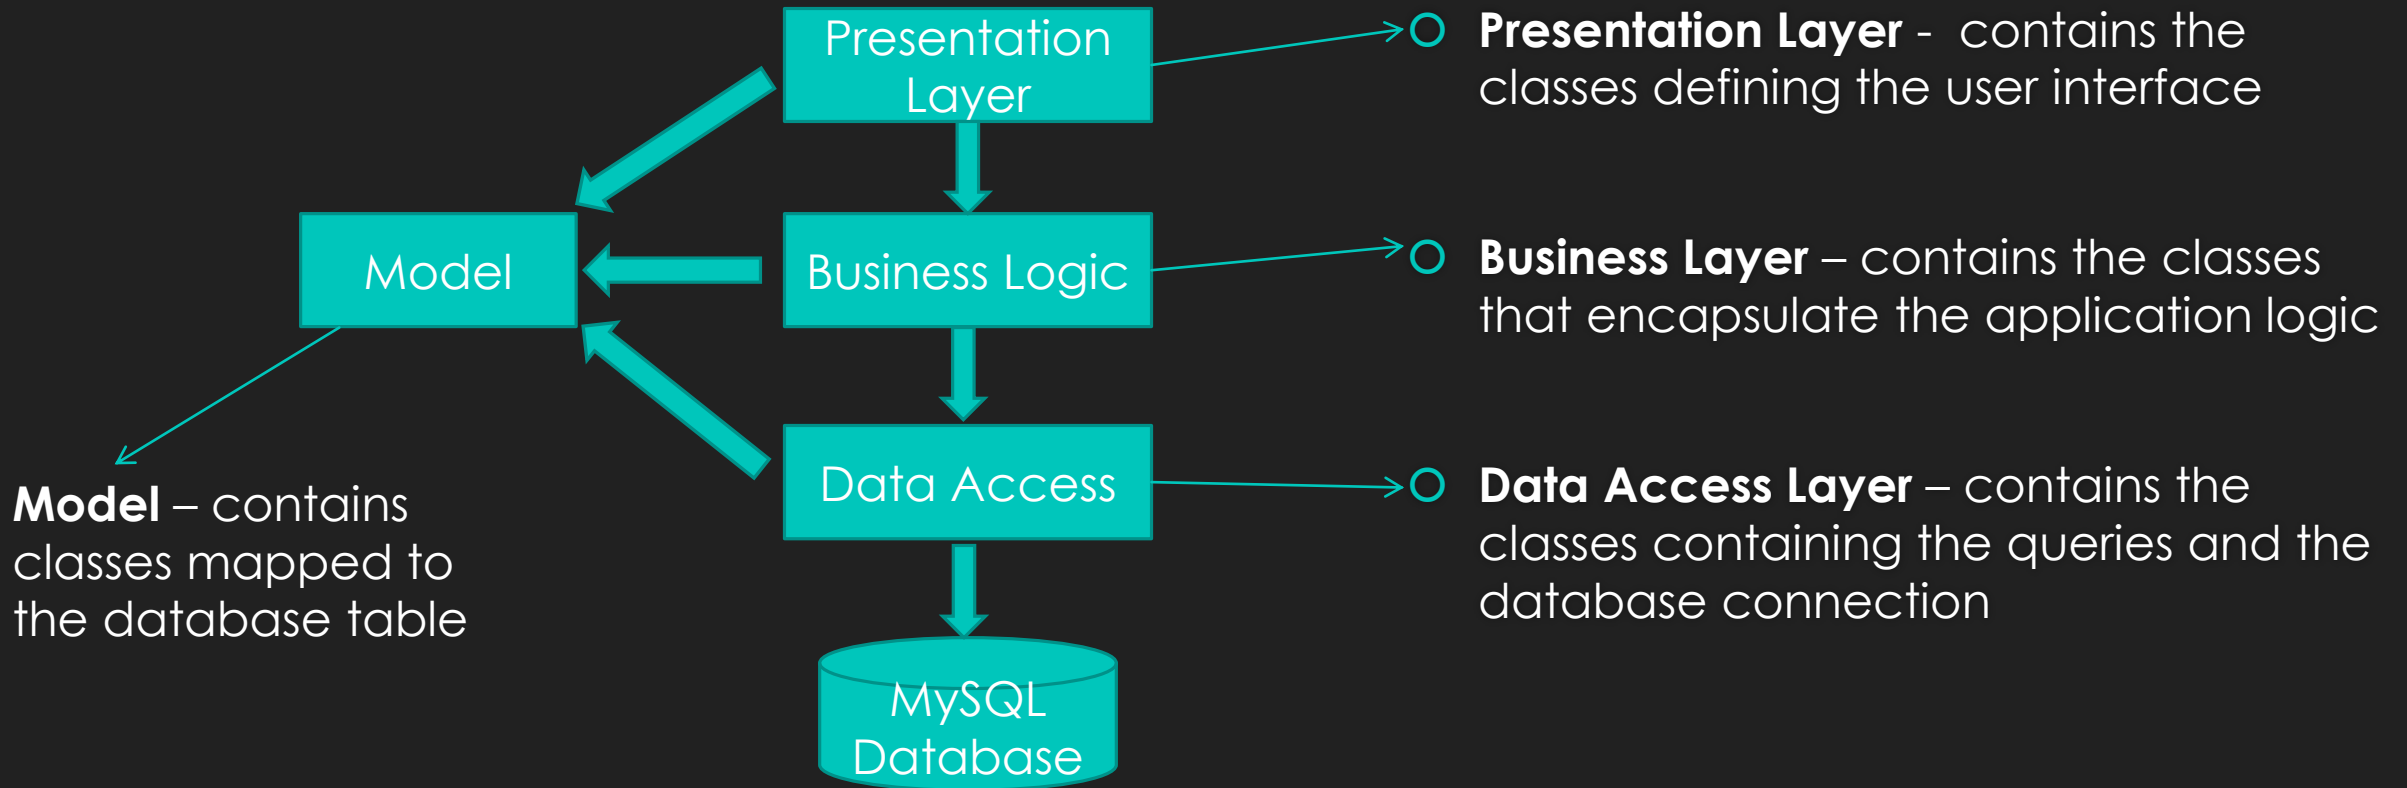 Presentation
Layer
Presentation Layer - contains the
classes defining the user interface
Model
Business Logic
Business Layer – contains the classes
that encapsulate the application logic
Data Access
Data Access Layer – contains the
classes containing the queries and the
database connection
Model – contains
classes mapped to
the database table
MySQL
Database